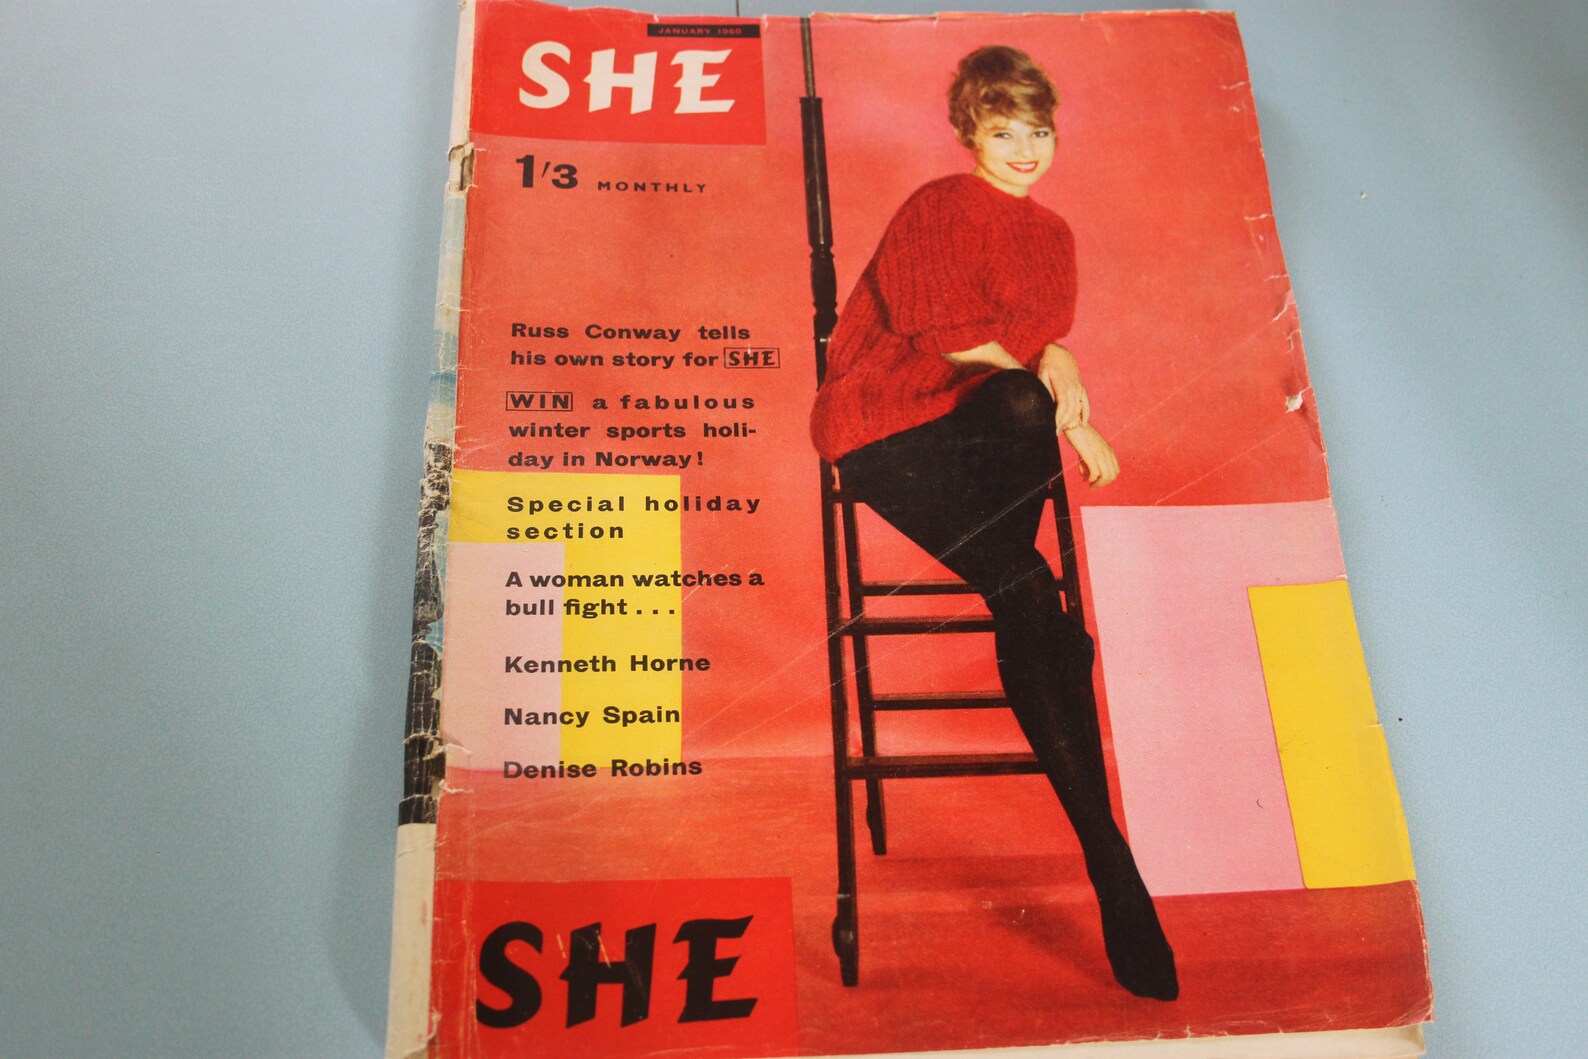 JANUARY 1960
SHE
1/3 MONTHLY
Russ Conway tells
his own story for SHE
WIN a fabulous
winter sports holi-
day in Norway!
Special holiday
section
A woman watches a
bull fight...
Kenneth Horne
Nancy Spain
Denise Robins
SHE